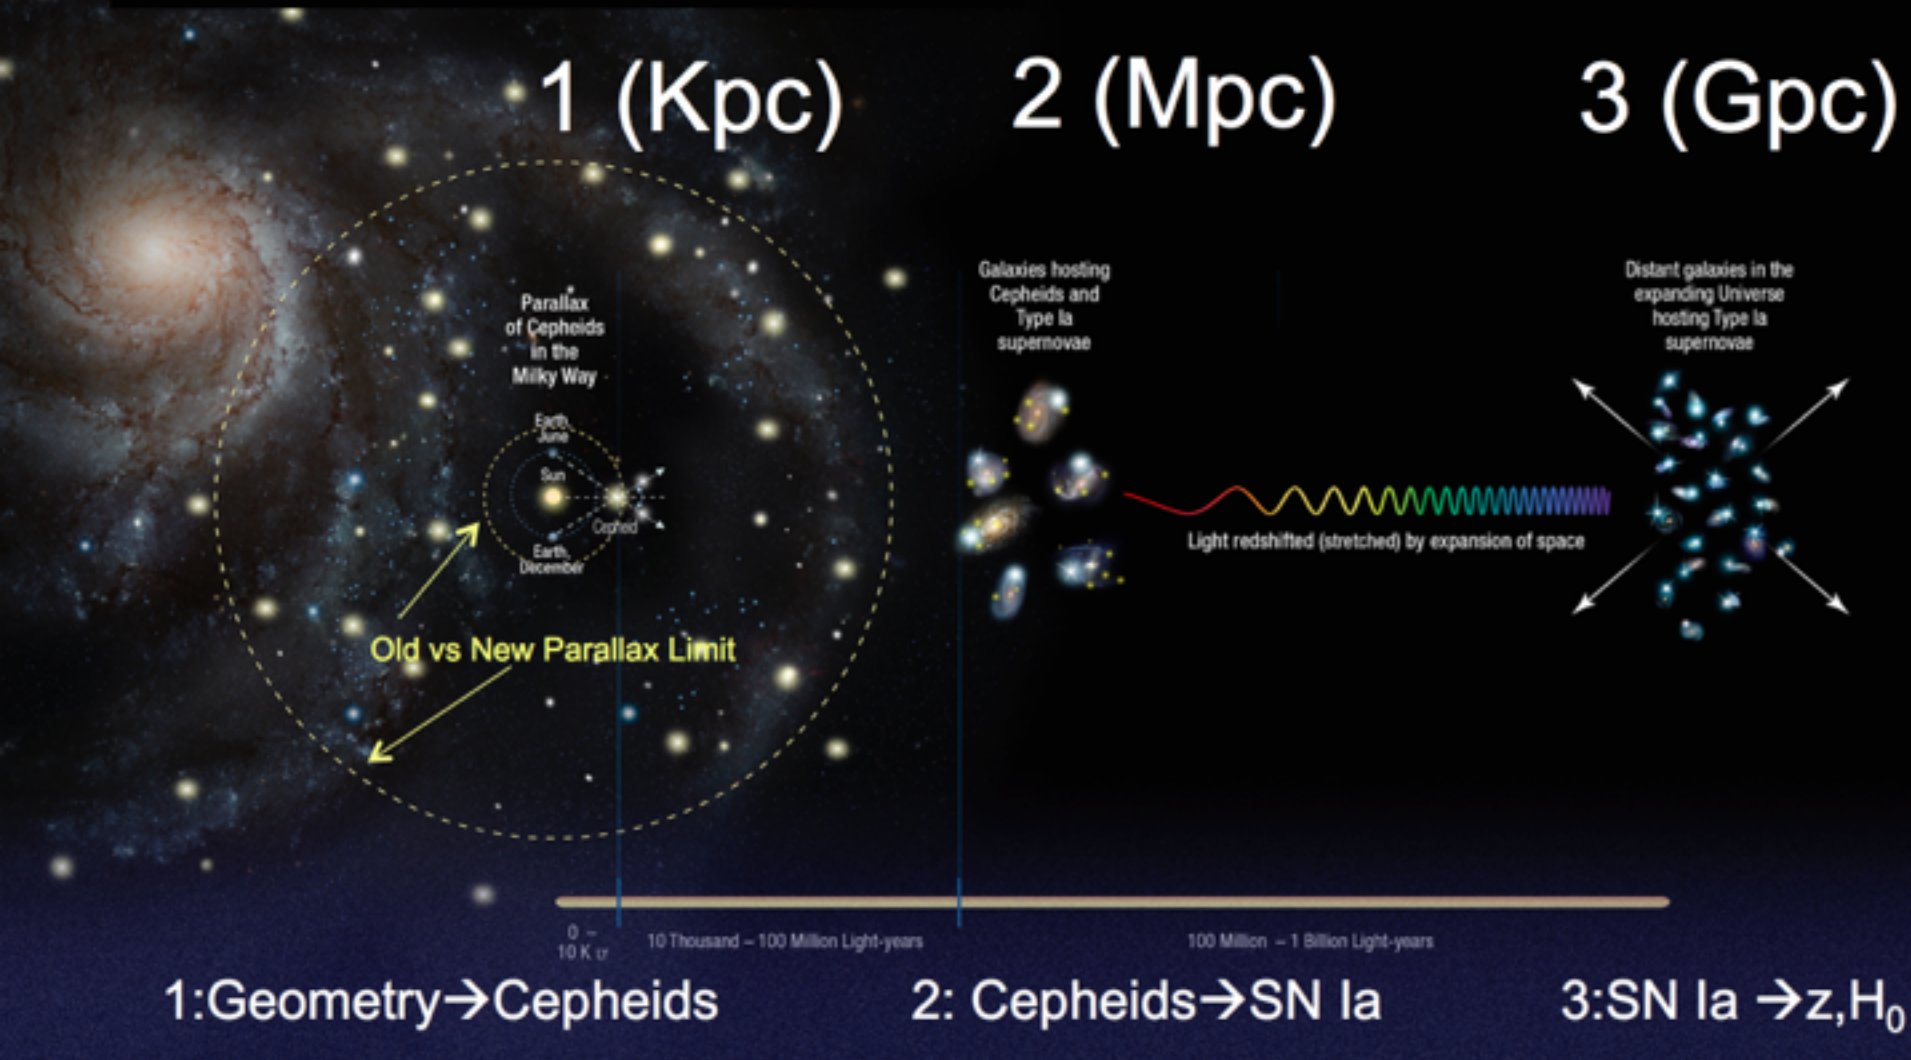 1 (Kpc)
2 (Mpc)
3 (Gpc)
Parallax
of Cepheids
in the
Milky Way
Earth,
June
Sun
Cepheid
Earth,
December
Old vs New Parallax Limit
Galaxies hosting
Cepheids and
Type Ia
supernovae
Light redshifted (stretched) by expansion of space
Distant galaxies in the
expanding Universe
hosting Type Ia
supernovae
0 –
10 K
10 Thousand – 100 Million Light-years
100 Million – 1 Billion Light-years
1:Geometry→Cepheids
2: Cepheids→SN Ia
3:SN Ia →z,H₀